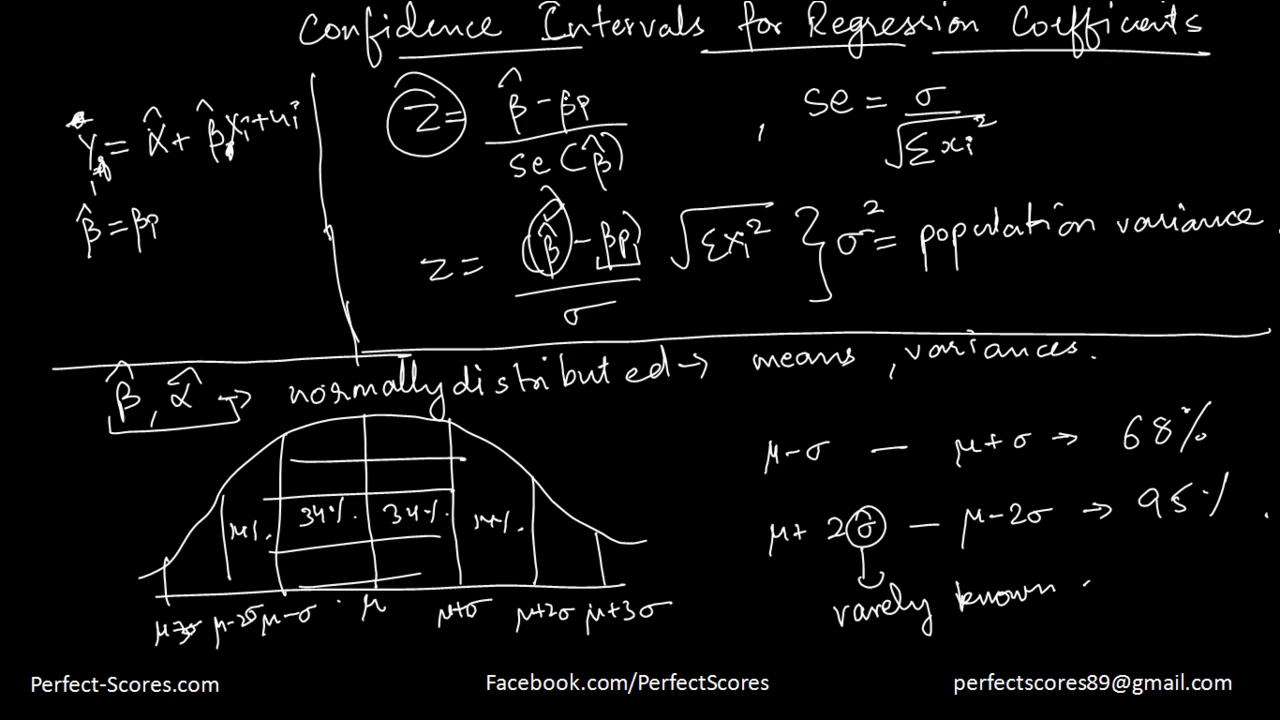 Confidence Intervals for Regression Coefficients
Yi = α̂ + β̂Xi + ui
β̂ = βp
Z = (β̂ - βp) / se(β̂) , se = σ / √Σxi²
Z = (β̂ - βp) / σ √Σxi² } σ² = population variance
β̂, α̂ → normally distributed → means, variances.
μ-σ — μ+σ → 68%
14% 34% 34% 14%
μ+2σ — μ-2σ → 95%.
rarely known.
μ-3σ μ-2σ μ-σ μ μ+σ μ+2σ μ+3σ
Perfect-Scores.com
Facebook.com/PerfectScores
perfectscores89@gmail.com